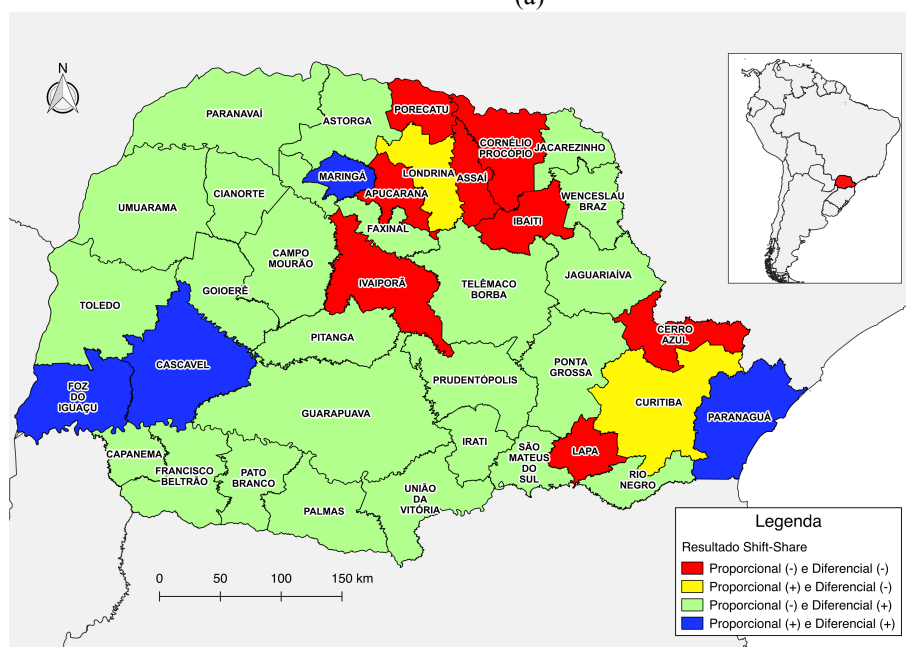 (a)
N
PARANAVAÍ
ASTORGA
PORECATU
CORNÉLIO
PROCÓPIO
JACAREZINHO
MARINGÁ
LONDRINA
ASSAÍ
APUCARANA
UMUARAMA
CIANORTE
WENCESLAU
BRAZ
IBAITI
FAXINAL
CAMPO
MOURÃO
IVAIPORÃ
TELÊMACO
BORBA
JAGUARIAÍVA
TOLEDO
GOIOERÊ
CERRO
AZUL
PITANGA
CASCAVEL
PONTA
GROSSA
PRUDENTÓPOLIS
FOZ
DO
IGUAÇU
CURITIBA
GUARAPUAVA
PARANAGUÁ
IRATI
SÃO
MATEUS
DO
SUL
LAPA
CAPANEMA
FRANCISCO
BELTRÃO
PATO
BRANCO
RIO
NEGRO
UNIÃO
DA
VITÓRIA
PALMAS
0 50 100 150 km
Legenda
Resultado Shift-Share
Proporcional (-) e Diferencial (-)
Proporcional (+) e Diferencial (-)
Proporcional (-) e Diferencial (+)
Proporcional (+) e Diferencial (+)